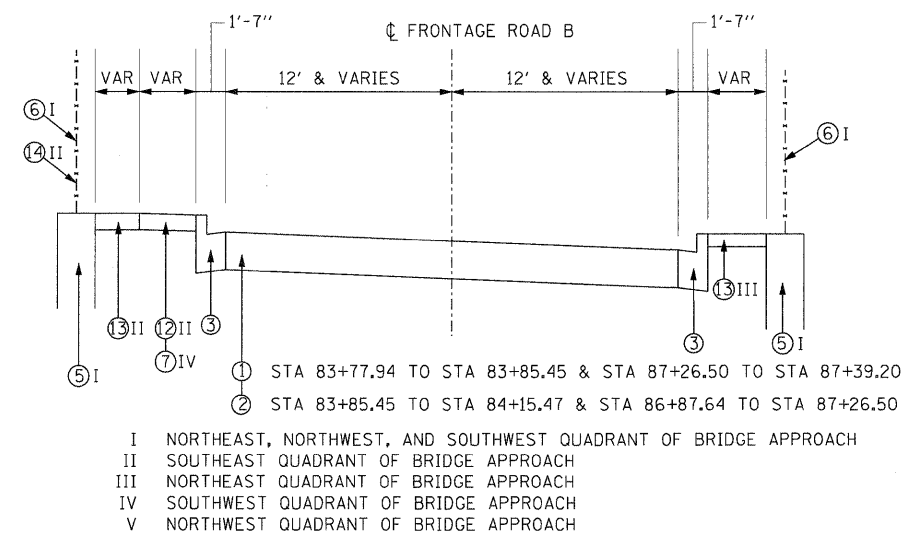 1'-7'' 1'-7''
℄ FRONTAGE ROAD B
VAR VAR 12' & VARIES 12' & VARIES VAR
6 I
6 I
14 II
13 III
13 II 12 II 3
3
7 IV
5 I
5 I
1 STA 83+77.94 TO STA 83+85.45 & STA 87+26.50 TO STA 87+39.20
2 STA 83+85.45 TO STA 84+15.47 & STA 86+87.64 TO STA 87+26.50
I NORTHEAST, NORTHWEST, AND SOUTHWEST QUADRANT OF BRIDGE APPROACH
II SOUTHEAST QUADRANT OF BRIDGE APPROACH
III NORTHEAST QUADRANT OF BRIDGE APPROACH
IV SOUTHWEST QUADRANT OF BRIDGE APPROACH
V NORTHWEST QUADRANT OF BRIDGE APPROACH